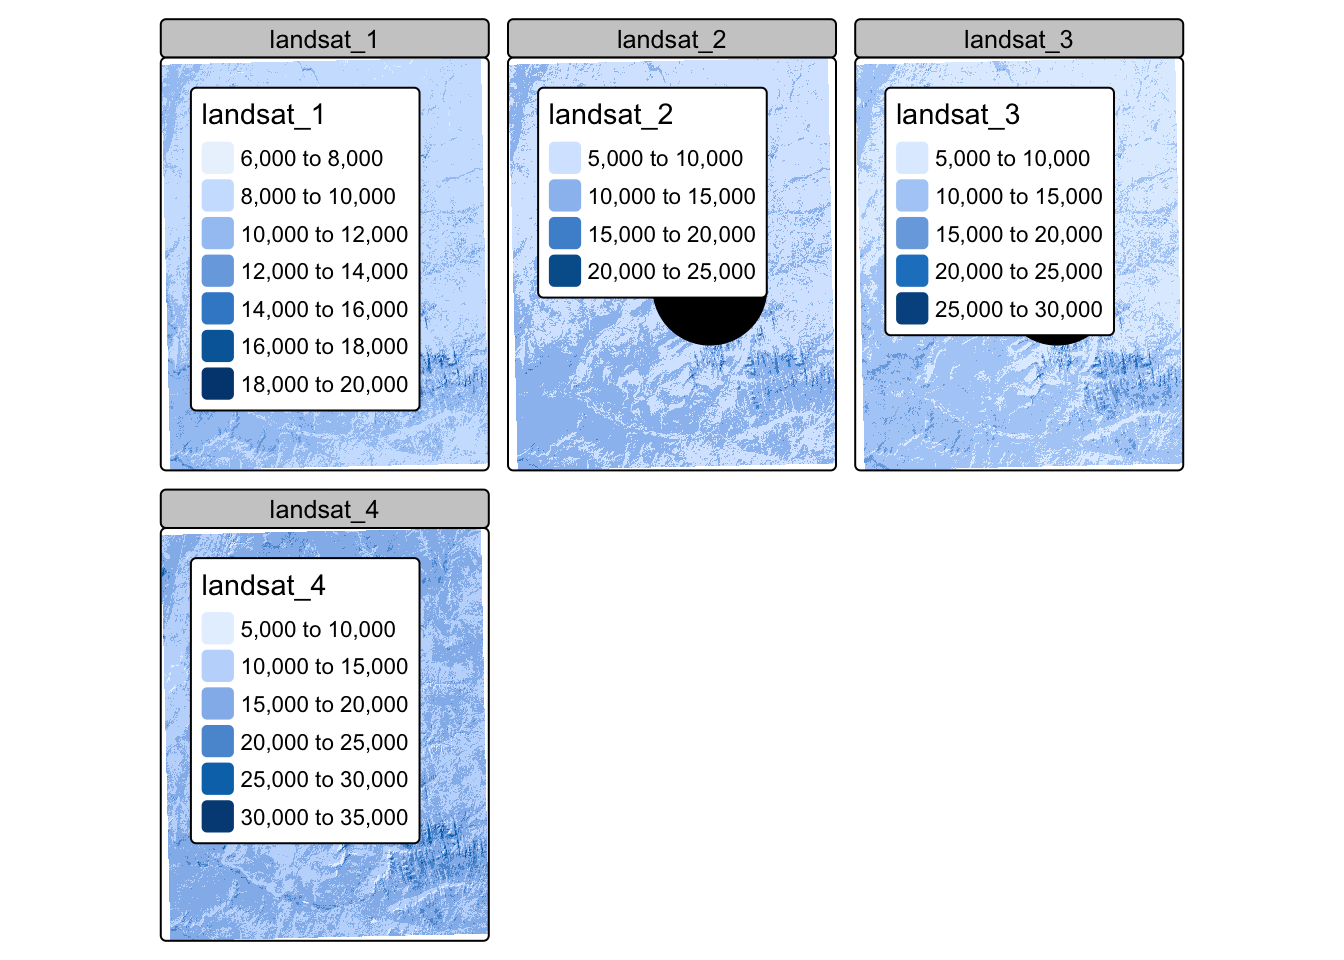 landsat_1
landsat_2
landsat_3
landsat_1
6,000 to 8,000
8,000 to 10,000
10,000 to 12,000
12,000 to 14,000
14,000 to 16,000
16,000 to 18,000
18,000 to 20,000
landsat_2
5,000 to 10,000
10,000 to 15,000
15,000 to 20,000
20,000 to 25,000
landsat_3
5,000 to 10,000
10,000 to 15,000
15,000 to 20,000
20,000 to 25,000
25,000 to 30,000
landsat_4
landsat_4
5,000 to 10,000
10,000 to 15,000
15,000 to 20,000
20,000 to 25,000
25,000 to 30,000
30,000 to 35,000